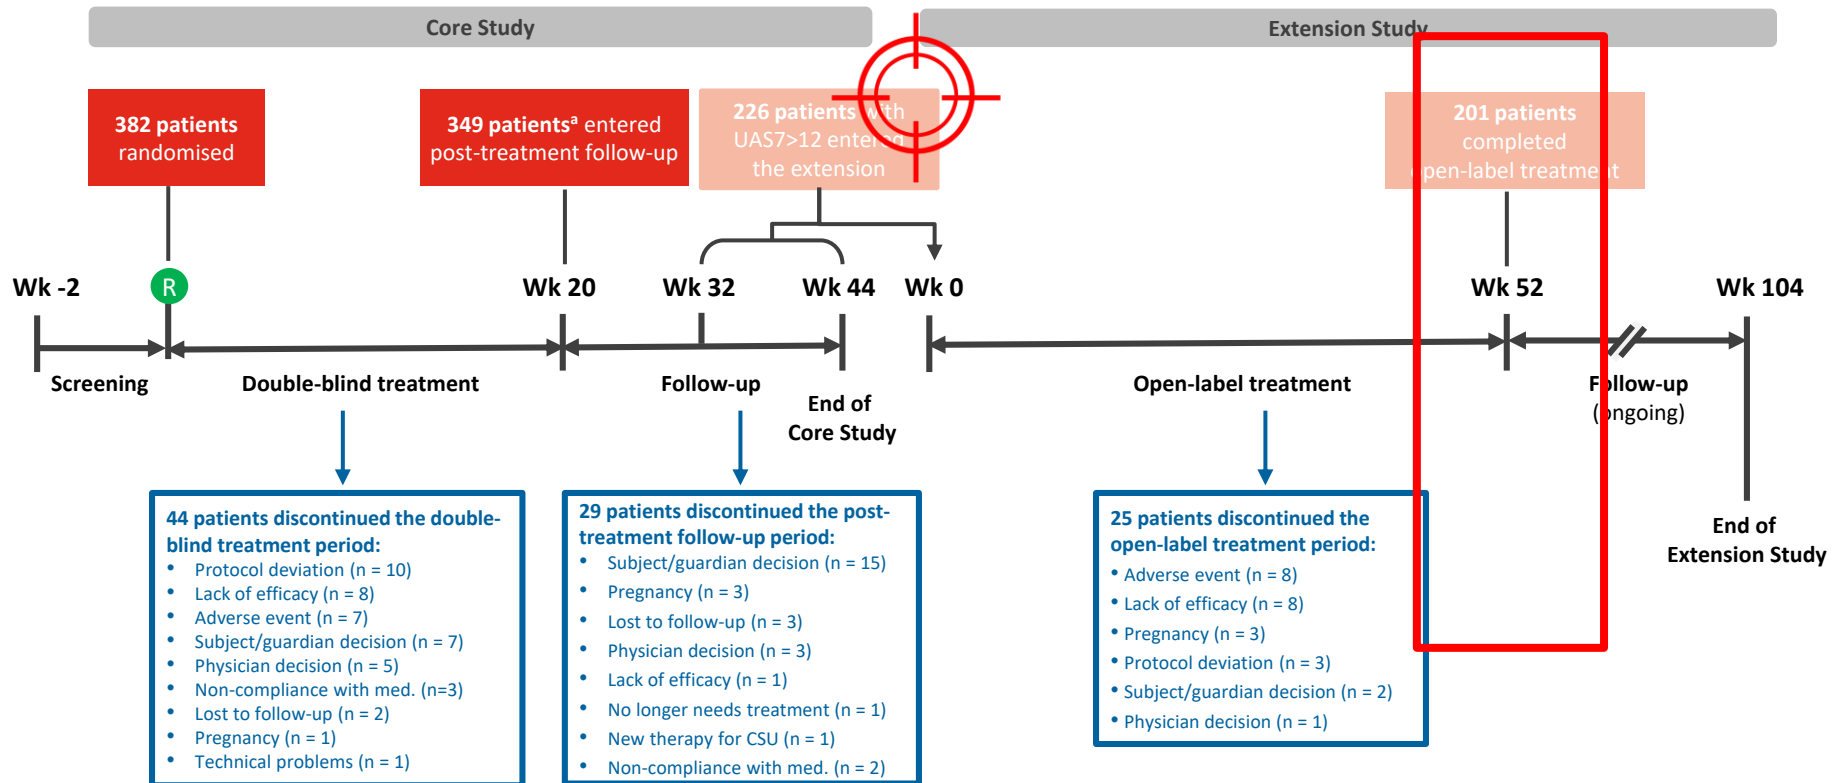 Core Study
Extension Study
382 patients
randomised
349 patientsᵃ entered
post-treatment follow-up
226 patients with
UAS7>12 entered
the extension
201 patients
completed
open-label treatment
Wk -2
R
Wk 20
Wk 32
Wk 44
Wk 0
Wk 52
Wk 104
Screening
Double-blind treatment
Follow-up
End of
Core Study
Open-label treatment
Follow-up
(ongoing)
End of
Extension Study
44 patients discontinued the double-
blind treatment period:
• Protocol deviation (n = 10)
• Lack of efficacy (n = 8)
• Adverse event (n = 7)
• Subject/guardian decision (n = 7)
• Physician decision (n = 5)
• Non-compliance with med. (n=3)
• Lost to follow-up (n = 2)
• Pregnancy (n = 1)
• Technical problems (n = 1)
29 patients discontinued the post-
treatment follow-up period:
• Subject/guardian decision (n = 15)
• Pregnancy (n = 3)
• Lost to follow-up (n = 3)
• Physician decision (n = 3)
• Lack of efficacy (n = 1)
• No longer needs treatment (n = 1)
• New therapy for CSU (n = 1)
• Non-compliance with med. (n = 2)
25 patients discontinued the
open-label treatment period:
• Adverse event (n = 8)
• Lack of efficacy (n = 8)
• Pregnancy (n = 3)
• Protocol deviation (n = 3)
• Subject/guardian decision (n = 2)
• Physician decision (n = 1)